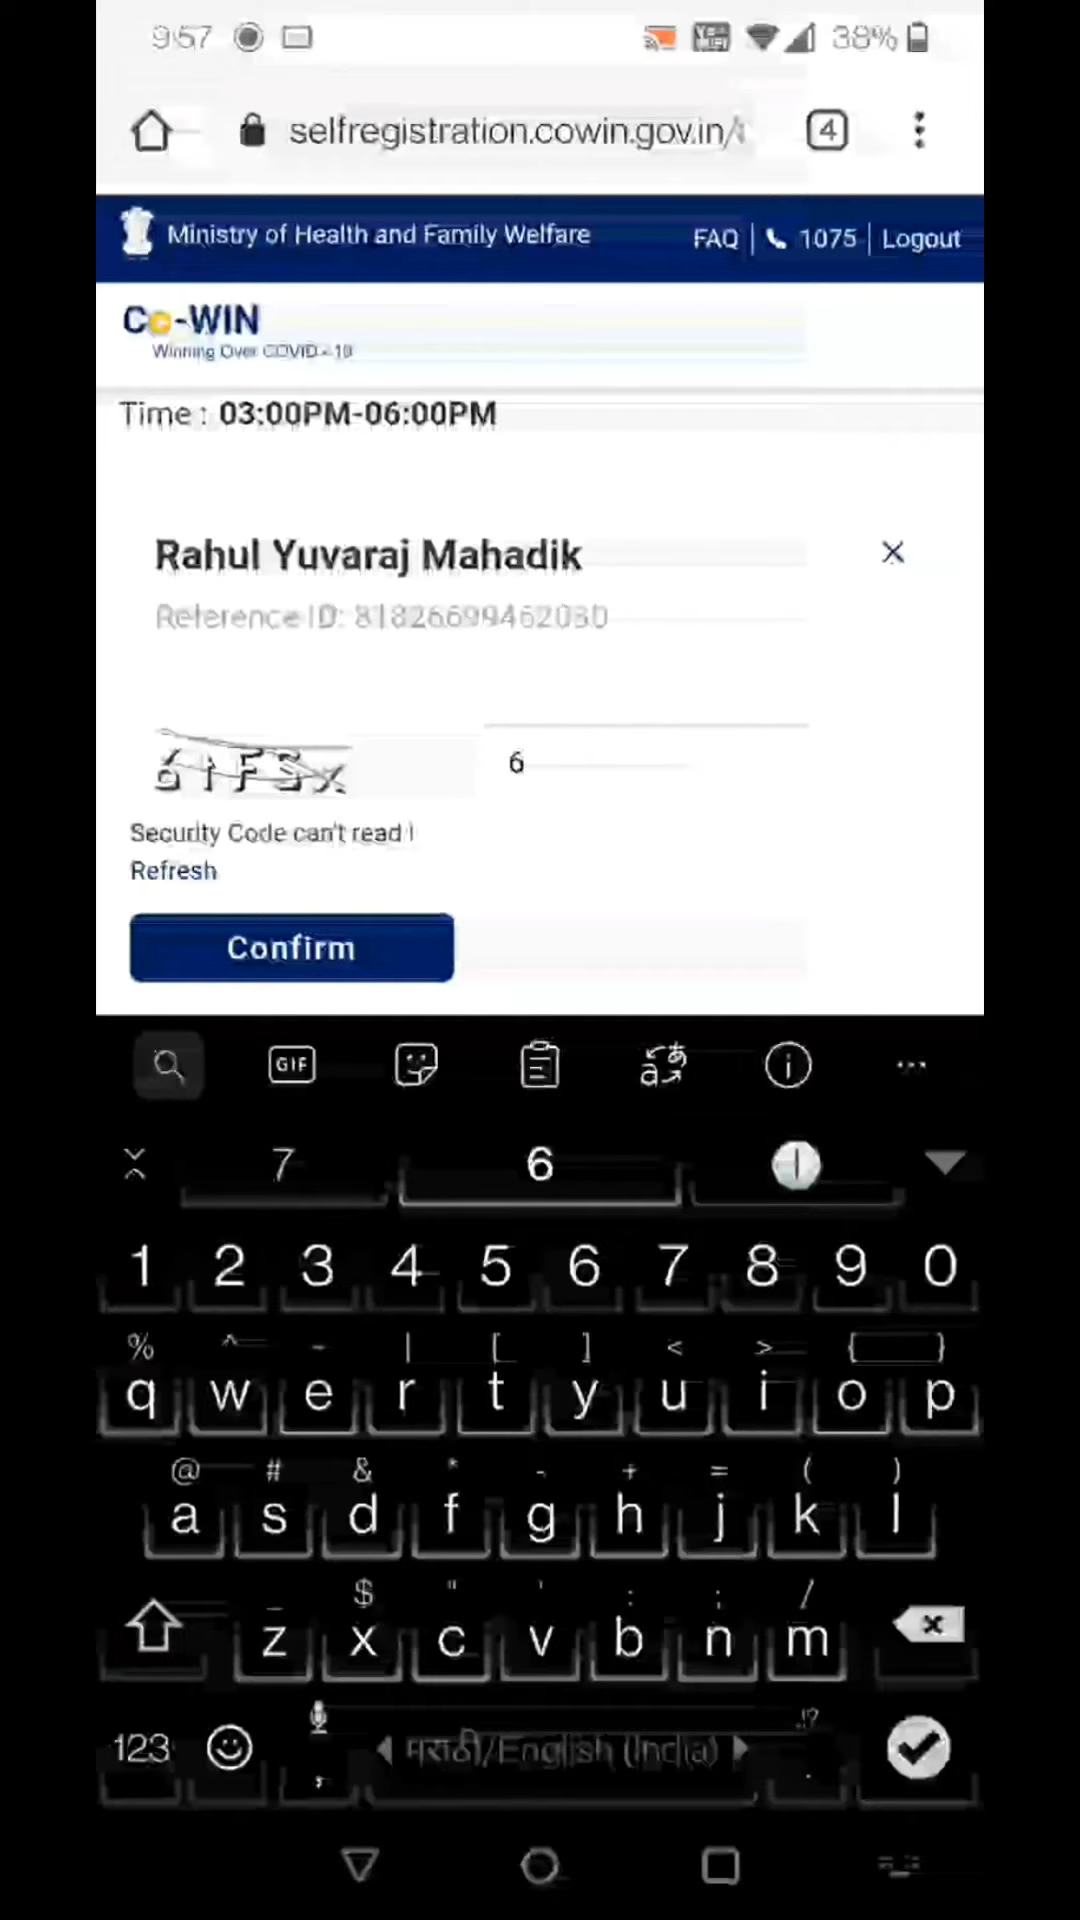 9:57 38%
selfregistration.cowin.gov.in/ 4
Ministry of Health and Family Welfare FAQ | 1075 | Logout
Co-WIN
Winning Over COVID - 19
Time : 03:00PM-06:00PM
Rahul Yuvaraj Mahadik
Reference ID: 81826699462080
6
Security Code can't read
Refresh
Confirm
GIF
7 6
1 2 3 4 5 6 7 8 9 0
% ^ ~ | [ ] < > { }
q w e r t y u i o p
@ # & * - + = ( )
a s d f g h j k l
_ $ " ' : ; /
z x c v b n m
123 , मराठी/English (India) . !?